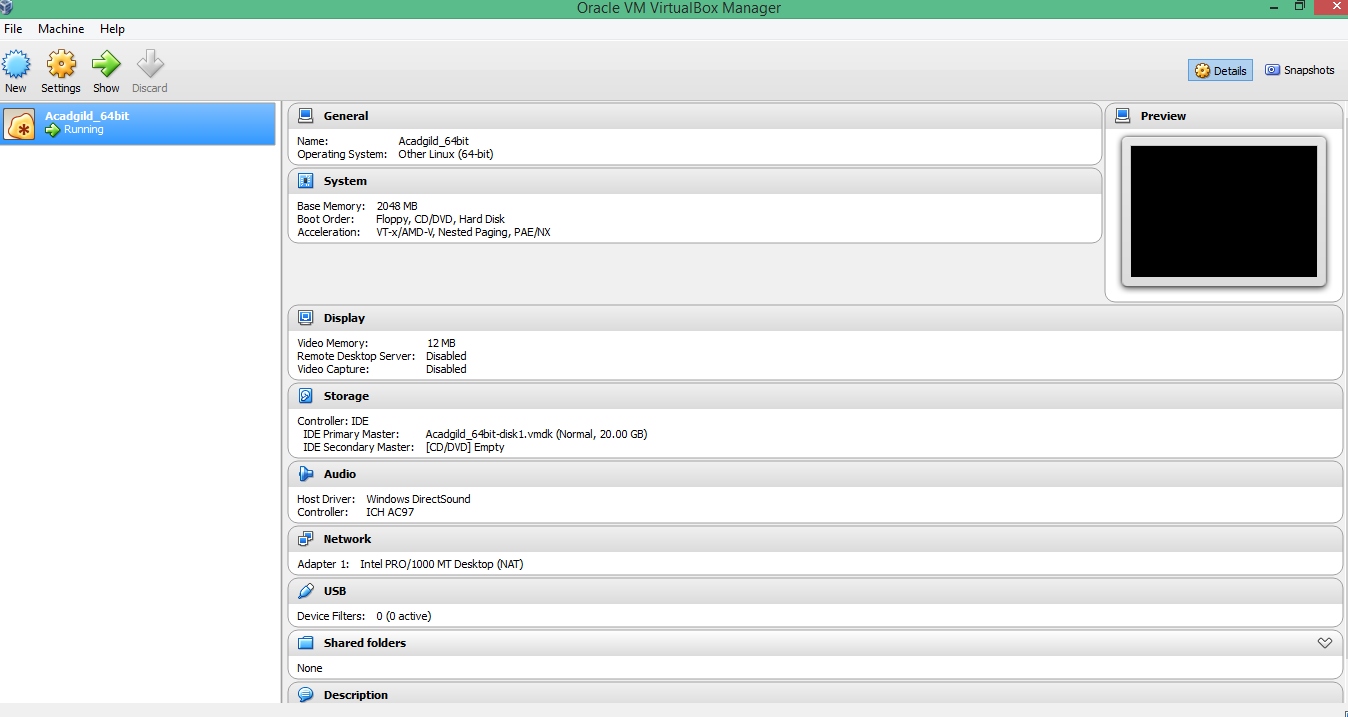 Oracle VM VirtualBox Manager
File Machine Help
New Settings Show Discard
Details Snapshots
Acadgild_64bit
Running
General
Name: Acadgild_64bit
Operating System: Other Linux (64-bit)
Preview
System
Base Memory: 2048 MB
Boot Order: Floppy, CD/DVD, Hard Disk
Acceleration: VT-x/AMD-V, Nested Paging, PAE/NX
Display
Video Memory: 12 MB
Remote Desktop Server: Disabled
Video Capture: Disabled
Storage
Controller: IDE
IDE Primary Master: Acadgild_64bit-disk1.vmdk (Normal, 20.00 GB)
IDE Secondary Master: [CD/DVD] Empty
Audio
Host Driver: Windows DirectSound
Controller: ICH AC97
Network
Adapter 1: Intel PRO/1000 MT Desktop (NAT)
USB
Device Filters: 0 (0 active)
Shared folders
None
Description